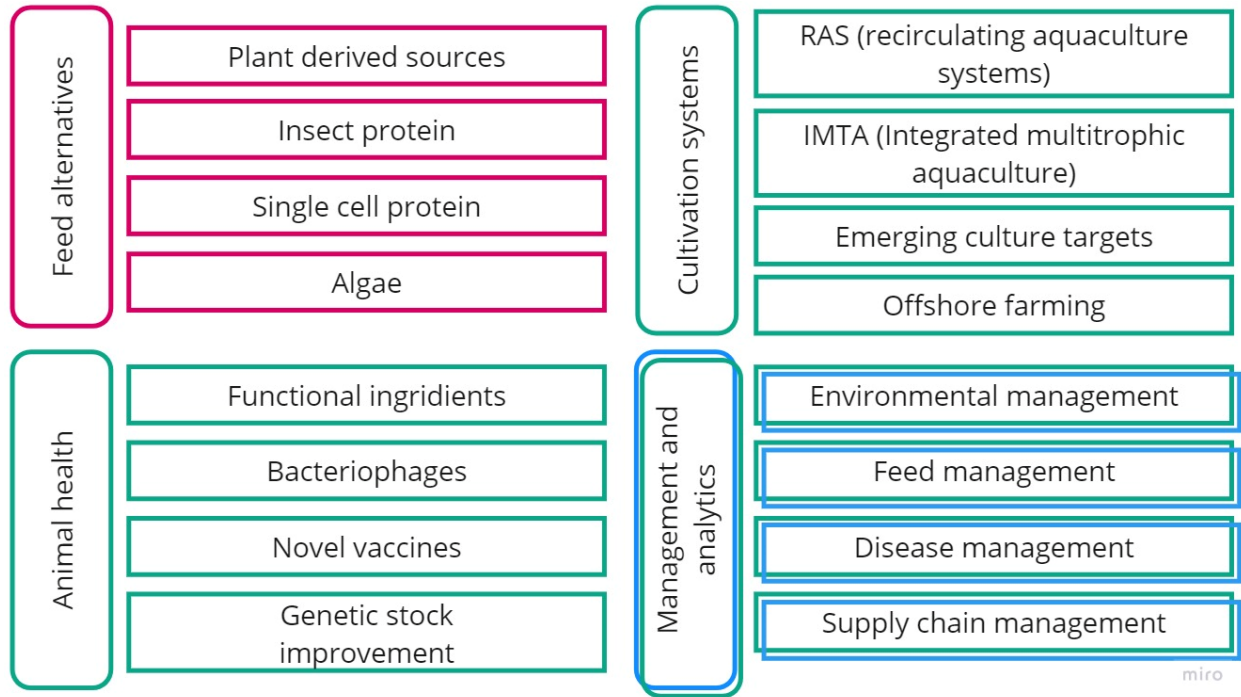 Feed alternatives
Plant derived sources
Insect protein
Single cell protein
Algae
Cultivation systems
RAS (recirculating aquaculture
systems)
IMTA (Integrated multitrophic
aquaculture)
Emerging culture targets
Offshore farming
Animal health
Functional ingridients
Bacteriophages
Novel vaccines
Genetic stock
improvement
Management and
analytics
Environmental management
Feed management
Disease management
Supply chain management
miro